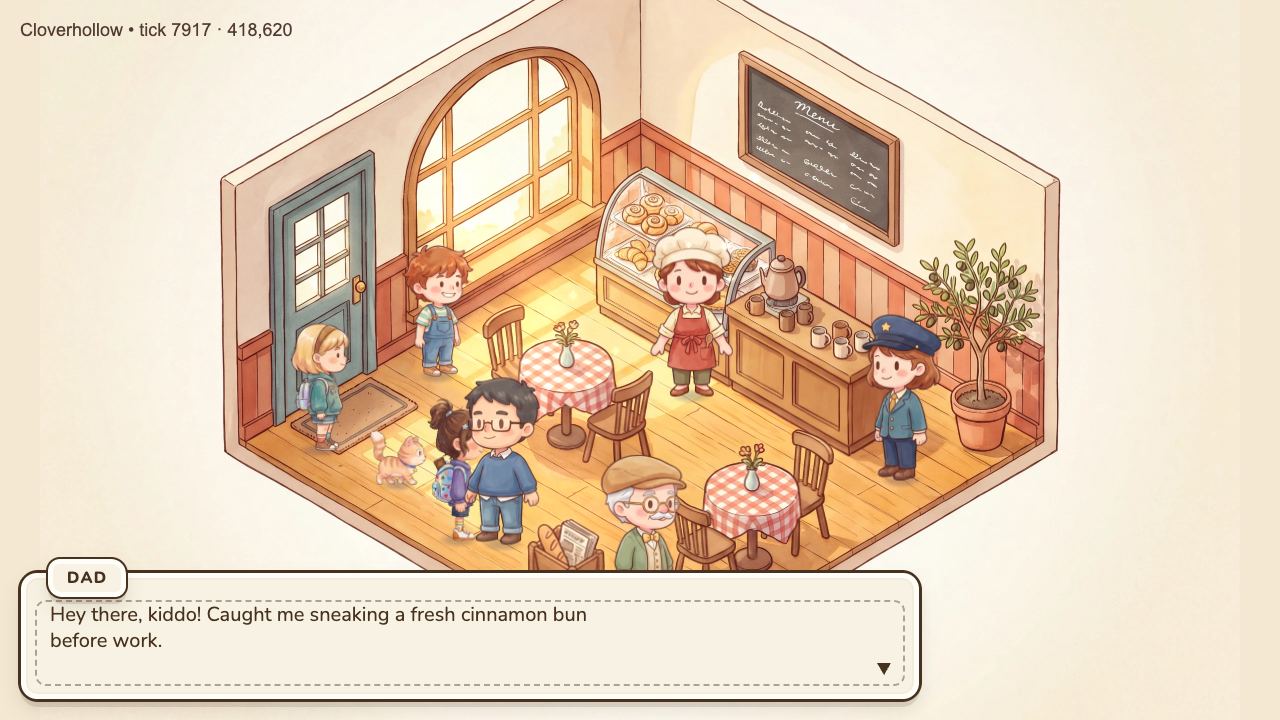 Cloverhollow • tick 7917 · 418,620
Menu
DAD
Hey there, kiddo! Caught me sneaking a fresh cinnamon bun
before work.